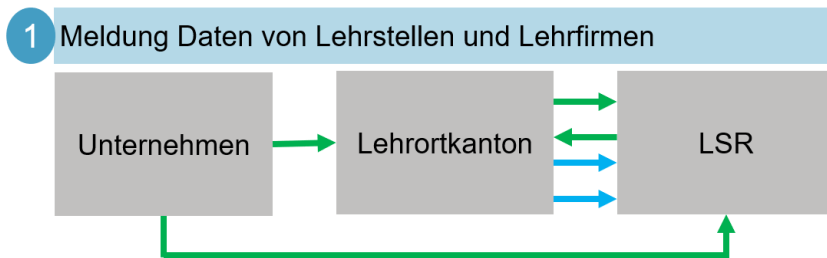 1 Meldung Daten von Lehrstellen und Lehrfirmen
Unternehmen
Lehrortkanton
LSR